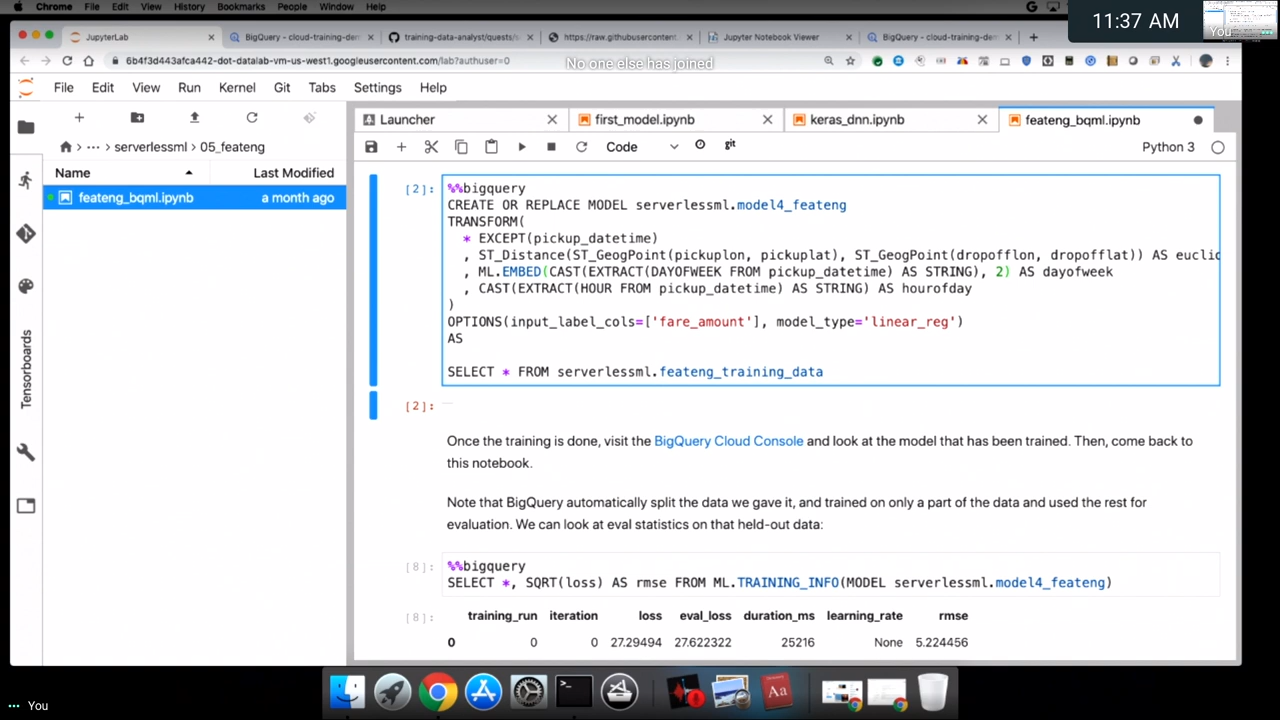 Chrome File Edit View History Bookmarks People Window Help
11:37 AM
You
JupyterLab
BigQuery - cloud-training-dem
training-data-analyst/quests/
https://raw.githubusercontent.
Jupyter Notebook Viewer
BigQuery - cloud-training-dem
6b4f3d443afca442-dot-datalab-vm-us-west1.googleusercontent.com/lab?authuser=0
No one else has joined
File Edit View Run Kernel Git Tabs Settings Help
Launcher
first_model.ipynb
keras_dnn.ipynb
feateng_bqml.ipynb
Code
git
Python 3
··· > serverlessml > 05_feateng
Name Last Modified
feateng_bqml.ipynb a month ago
Tensorboards
[2]: %%bigquery
CREATE OR REPLACE MODEL serverlessml.model4_feateng
TRANSFORM(
* EXCEPT(pickup_datetime)
, ST_Distance(ST_GeogPoint(pickuplon, pickuplat), ST_GeogPoint(dropofflon, dropofflat)) AS euclid
, ML.EMBED(CAST(EXTRACT(DAYOFWEEK FROM pickup_datetime) AS STRING), 2) AS dayofweek
, CAST(EXTRACT(HOUR FROM pickup_datetime) AS STRING) AS hourofday
)
OPTIONS(input_label_cols=['fare_amount'], model_type='linear_reg')
AS
SELECT * FROM serverlessml.feateng_training_data
[2]:
Once the training is done, visit the BigQuery Cloud Console and look at the model that has been trained. Then, come back to
this notebook.
Note that BigQuery automatically split the data we gave it, and trained on only a part of the data and used the rest for
evaluation. We can look at eval statistics on that held-out data:
[8]: %%bigquery
SELECT *, SQRT(loss) AS rmse FROM ML.TRAINING_INFO(MODEL serverlessml.model4_feateng)
[8]: training_run iteration loss eval_loss duration_ms learning_rate rmse
0 0 0 27.29494 27.622322 25216 None 5.224456
Aa
You